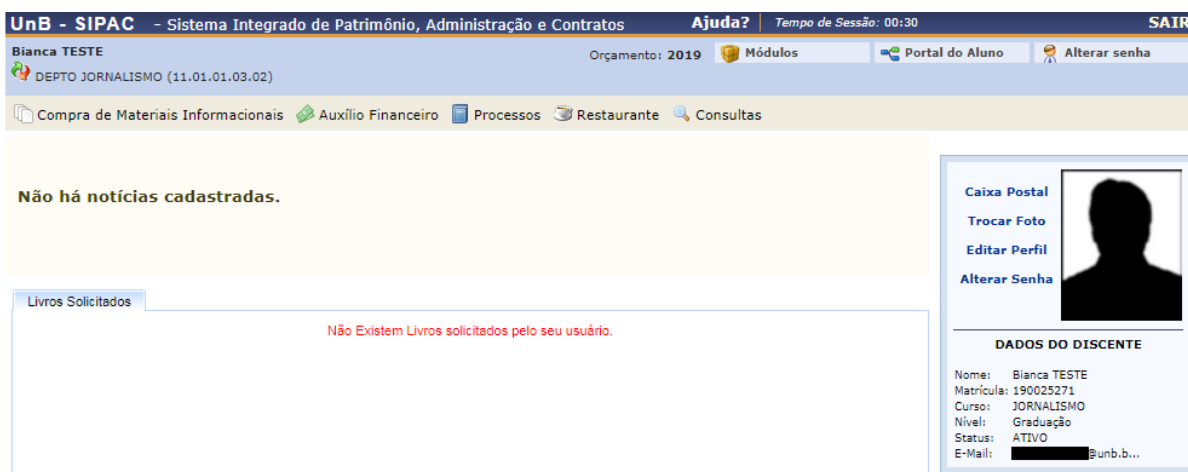 UnB - SIPAC - Sistema Integrado de Patrimônio, Administração e Contratos Ajuda? Tempo de Sessão: 00:30 SAIR
Bianca TESTE Orçamento: 2019 Módulos Portal do Aluno Alterar senha
DEPTO JORNALISMO (11.01.01.03.02)
Compra de Materiais Informacionais Auxílio Financeiro Processos Restaurante Consultas
Não há notícias cadastradas.
Caixa Postal
Trocar Foto
Editar Perfil
Alterar Senha
Livros Solicitados
Não Existem Livros solicitados pelo seu usuário.
DADOS DO DISCENTE
Nome: Bianca TESTE
Matrícula: 190025271
Curso: JORNALISMO
Nível: Graduação
Status: ATIVO
E-Mail: @unb.b...